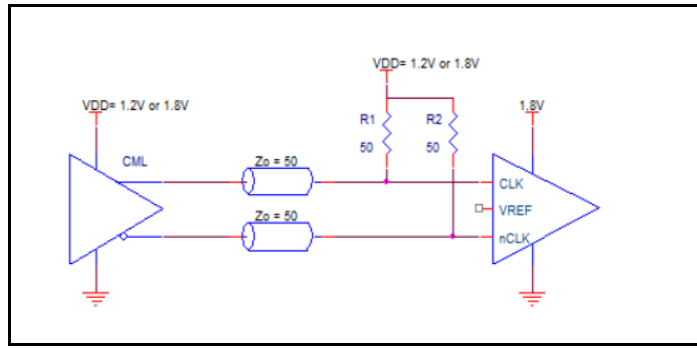 VDD= 1.2V or 1.8V
VDD= 1.2V or 1.8V
1.8V
R1
R2
CML
50
50
Zo = 50
CLK
VREF
Zo = 50
nCLK